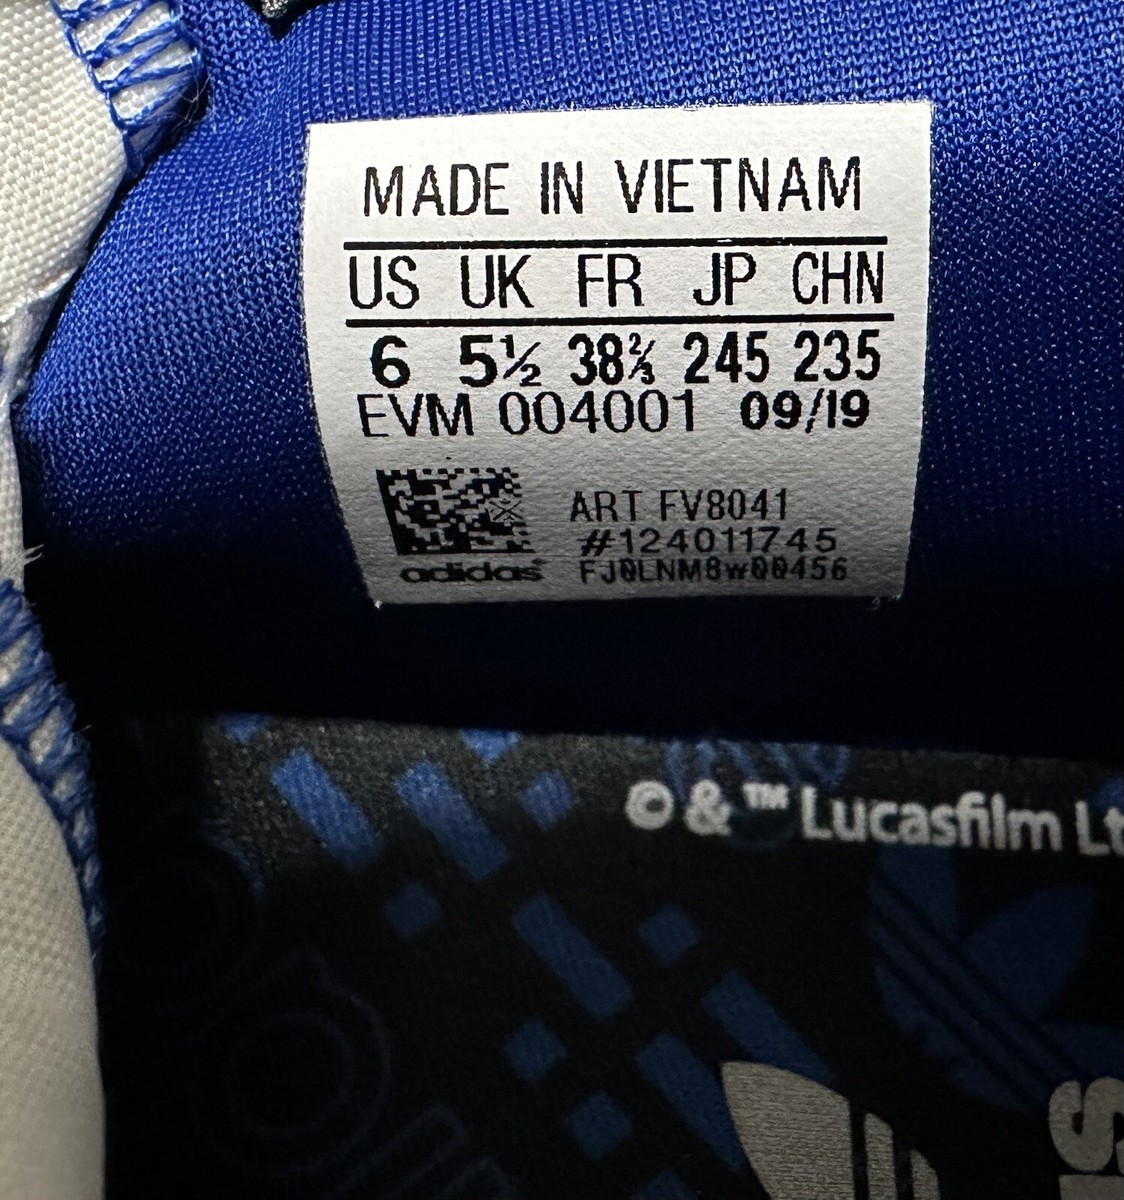 MADE IN VIETNAM
US UK FR JP CHN
6 5½ 38⅔ 245 235
EVM 004001 09/19
ART FV8041
#124011745
adidas FJ0LNM8W00456
© & ™ Lucasfilm